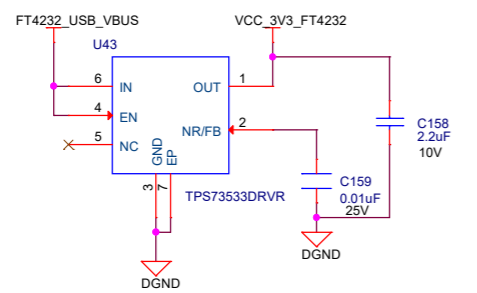 FT4232_USB_VBUS
VCC_3V3_FT4232
U43
6
IN
OUT
1
4
EN
5
NC
NR/FB
2
GND
EP
3
7
TPS73533DRVR
C158
2.2uF
10V
C159
0.01uF
25V
DGND
DGND